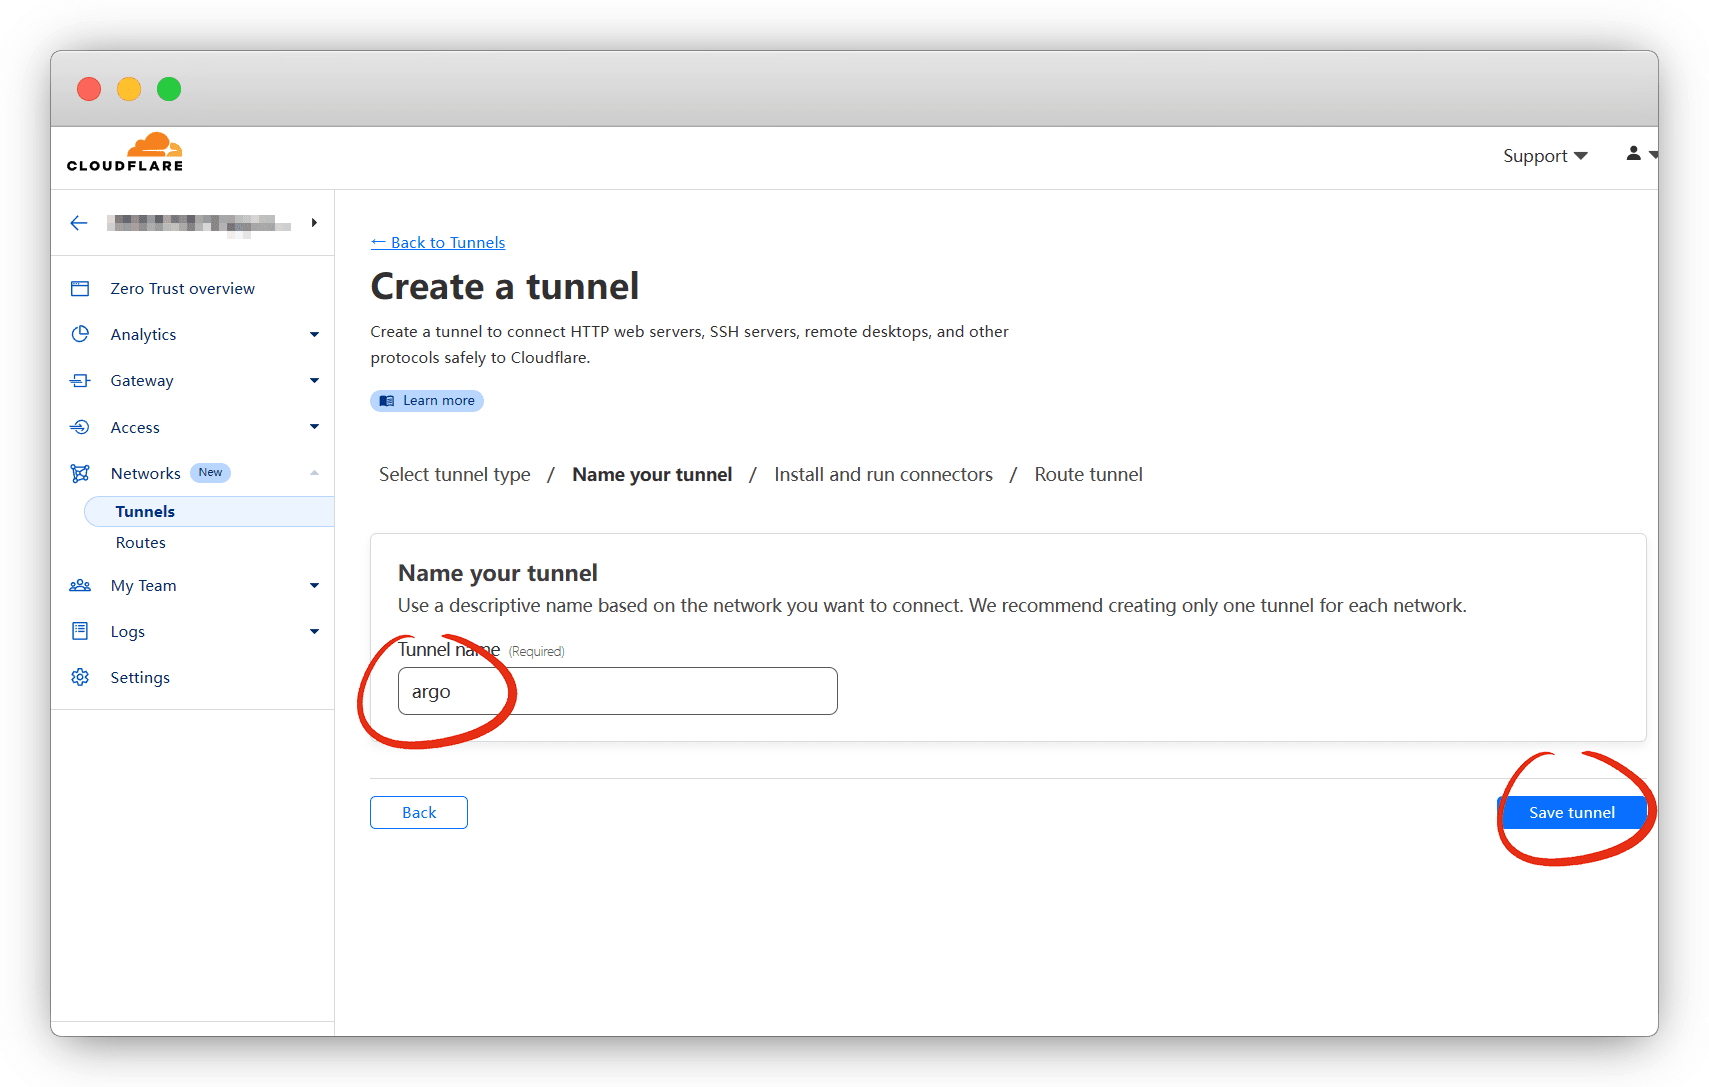 CLOUDFLARE
Support
Zero Trust overview
Analytics
Gateway
Access
Networks New
Tunnels
Routes
My Team
Logs
Settings
← Back to Tunnels
Create a tunnel
Create a tunnel to connect HTTP web servers, SSH servers, remote desktops, and other
protocols safely to Cloudflare.
Learn more
Select tunnel type / Name your tunnel / Install and run connectors / Route tunnel
Name your tunnel
Use a descriptive name based on the network you want to connect. We recommend creating only one tunnel for each network.
Tunnel name (Required)
argo
Back
Save tunnel